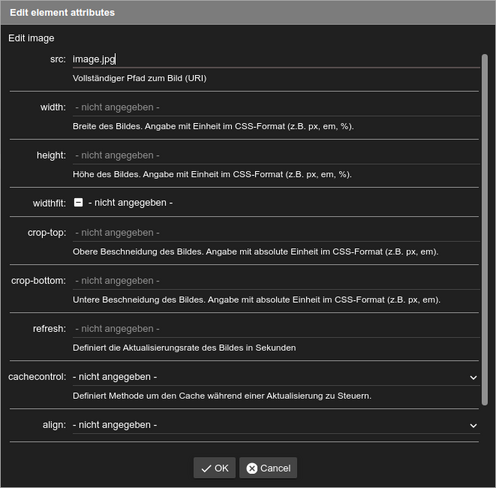 Edit element attributes
Edit image
src: image.jpg
Vollständiger Pfad zum Bild (URI)
width: - nicht angegeben -
Breite des Bildes. Angabe mit Einheit im CSS-Format (z.B. px, em, %).
height: - nicht angegeben -
Höhe des Bildes. Angabe mit Einheit im CSS-Format (z.B. px, em, %).
widthfit: - nicht angegeben -
crop-top: - nicht angegeben -
Obere Beschneidung des Bildes. Angabe mit absolute Einheit im CSS-Format (z.B. px, em).
crop-bottom: - nicht angegeben -
Untere Beschneidung des Bildes. Angabe mit absolute Einheit im CSS-Format (z.B. px, em).
refresh: - nicht angegeben -
Definiert die Aktualisierungsrate des Bildes in Sekunden
cachecontrol: - nicht angegeben -
Definiert Methode um den Cache während einer Aktualisierung zu Steuern.
align: - nicht angegeben -
OK Cancel